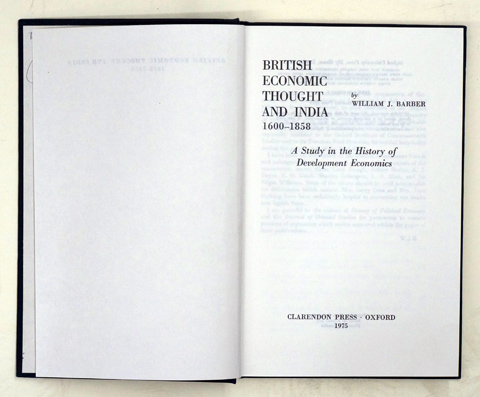 BRITISH
ECONOMIC
THOUGHT
AND INDIA
1600–1858
by
WILLIAM J. BARBER
A Study in the History of
Development Economics
CLARENDON PRESS · OXFORD
1975